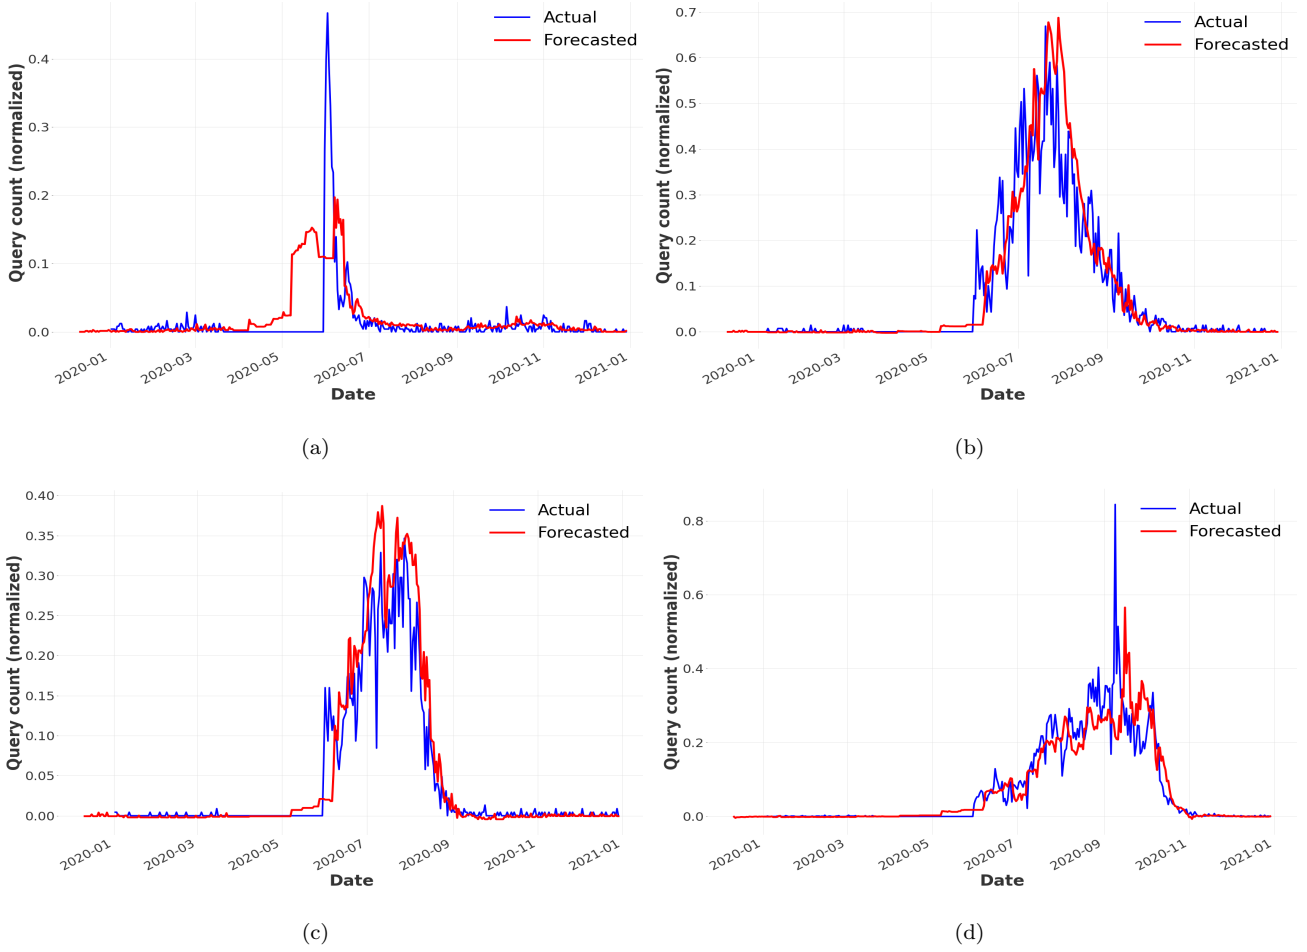 Actual
Forecasted
Query count (normalized)
0.4
0.3
0.2
0.1
0.0
2020-01
2020-03
2020-05
2020-07
2020-09
2020-11
2021-01
Date
(a)
Actual
Forecasted
Query count (normalized)
0.7
0.6
0.5
0.4
0.3
0.2
0.1
0.0
2020-01
2020-03
2020-05
2020-07
2020-09
2020-11
2021-01
Date
(b)
Actual
Forecasted
Query count (normalized)
0.40
0.35
0.30
0.25
0.20
0.15
0.10
0.05
0.00
2020-01
2020-03
2020-05
2020-07
2020-09
2020-11
2021-01
Date
(c)
Actual
Forecasted
Query count (normalized)
0.8
0.6
0.4
0.2
0.0
2020-01
2020-03
2020-05
2020-07
2020-09
2020-11
2021-01
Date
(d)